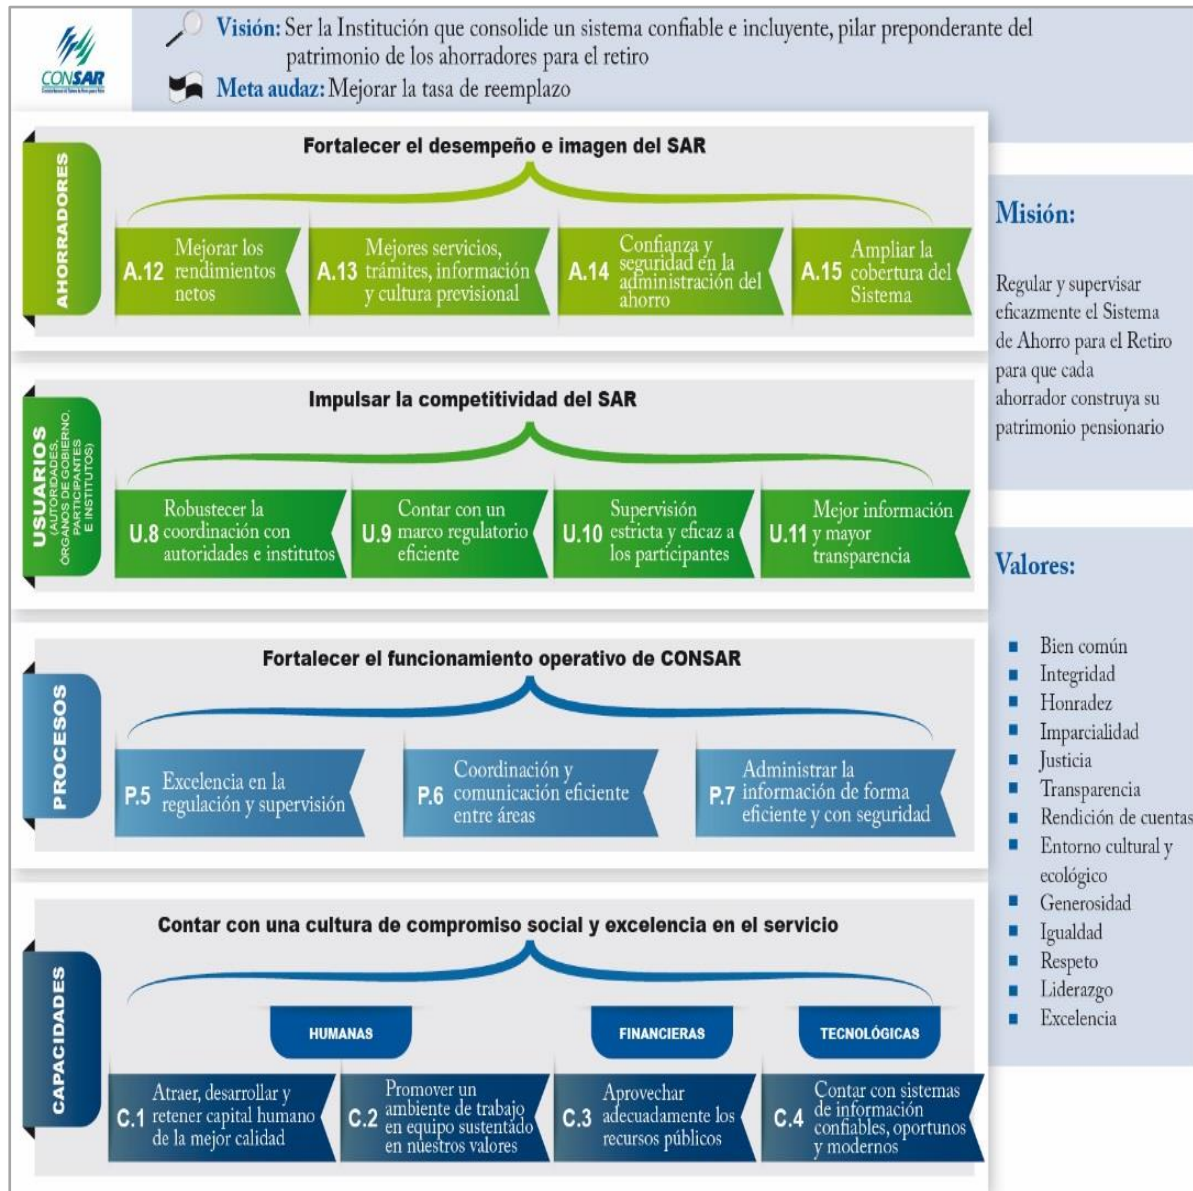 CONSAR
Visión: Ser la Institución que consolide un sistema confiable e incluyente, pilar preponderante del
patrimonio de los ahorradores para el retiro
Meta audaz: Mejorar la tasa de reemplazo
AHORRADORES
Fortalecer el desempeño e imagen del SAR
A.12
Mejorar los
rendimientos
netos
A.13
Mejores servicios,
trámites, información
y cultura previsional
A.14
Confianza y
seguridad en la
administración del
ahorro
A.15
Ampliar la
cobertura del
Sistema
USUARIOS
(AUTORIDADES,
ÓRGANOS DE GOBIERNO,
PARTICIPANTES
E INSTITUTOS)
Impulsar la competitividad del SAR
U.8
Robustecer la
coordinación con
autoridades e institutos
U.9
Contar con un
marco regulatorio
eficiente
U.10
Supervisión
estricta y eficaz a
los participantes
U.11
Mejor información
y mayor
transparencia
PROCESOS
Fortalecer el funcionamiento operativo de CONSAR
P.5
Excelencia en la
regulación y supervisión
P.6
Coordinación y
comunicación eficiente
entre áreas
P.7
Administrar la
información de forma
eficiente y con seguridad
CAPACIDADES
Contar con una cultura de compromiso social y excelencia en el servicio
HUMANAS
FINANCIERAS
TECNOLÓGICAS
C.1
Atraer, desarrollar y
retener capital humano
de la mejor calidad
C.2
Promover un
ambiente de trabajo
en equipo sustentado
en nuestros valores
C.3
Aprovechar
adecuadamente los
recursos públicos
C.4
Contar con sistemas
de información
confiables, oportunos
y modernos
Misión:
Regular y supervisar
eficazmente el Sistema
de Ahorro para el Retiro
para que cada
ahorrador construya su
patrimonio pensionario
Valores:
Bien común
Integridad
Honradez
Imparcialidad
Justicia
Transparencia
Rendición de cuentas
Entorno cultural y
ecológico
Generosidad
Igualdad
Respeto
Liderazgo
Excelencia